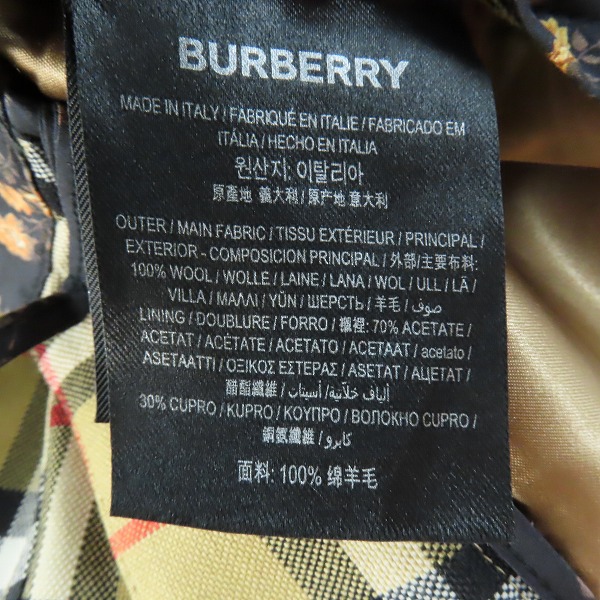 BURBERRY
MADE IN ITALY / FABRIQUÉ EN ITALIE / FABRICADO EM
ITÁLIA / HECHO EN ITALIA
원산지: 이탈리아
原產地 義大利 / 原产地 意大利
OUTER / MAIN FABRIC / TISSU EXTÉRIEUR / PRINCIPAL /
EXTERIOR - COMPOSICION PRINCIPAL / 外部/主要布料:
100% WOOL / WOLLE / LAINE / LANA / WOL / ULL / LÃ /
VILLA / ΜΑΛΛΙ / YÜN / ШЕРСТЬ / 羊毛 / صوف /
LINING / DOUBLURE / FORRO / 襯裡: 70% ACETATE /
ACETAT / ACÉTATE / ACETATO / ACETAAT / acetato /
ASETAATTI / ΟΞΙΚΟΣ ΕΣΤΕΡΑΣ / ASETAT / АЦЕТАТ /
醋酯纖維 / أسيتات / ألياف خلاّتية /
30% CUPRO / KUPRO / ΚΟΥΠΡΟ / ВОЛОКНО CUPRO /
銅氨纖維 / كابرو /
面料: 100% 绵羊毛